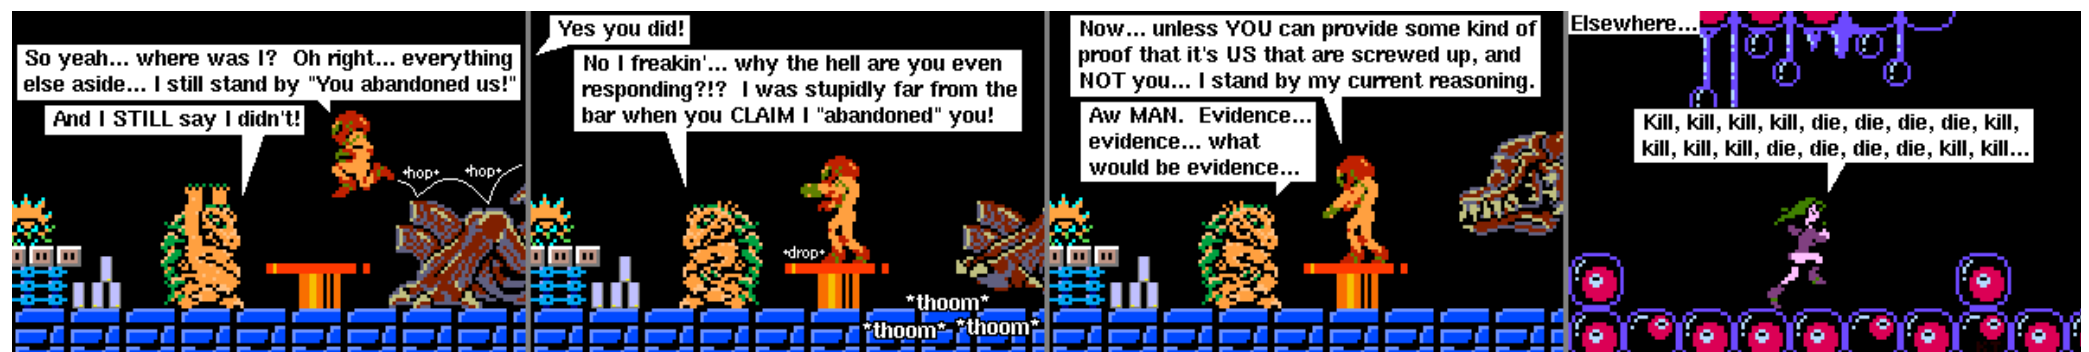 So yeah... where was I?  Oh right... everything
else aside... I still stand by "You abandoned us!"
And I STILL say I didn't!
*hop*
*hop*
Yes you did!
No I freakin'... why the hell are you even
responding?!?  I was stupidly far from the
bar when you CLAIM I "abandoned" you!
*drop*
*thoom*
*thoom*
*thoom*
Now... unless YOU can provide some kind of
proof that it's US that are screwed up, and
NOT you... I stand by my current reasoning.
Aw MAN.  Evidence...
evidence... what
would be evidence...
Elsewhere...
Kill, kill, kill, kill, die, die, die, die, kill,
kill, kill, kill, die, die, die, die, kill, kill...